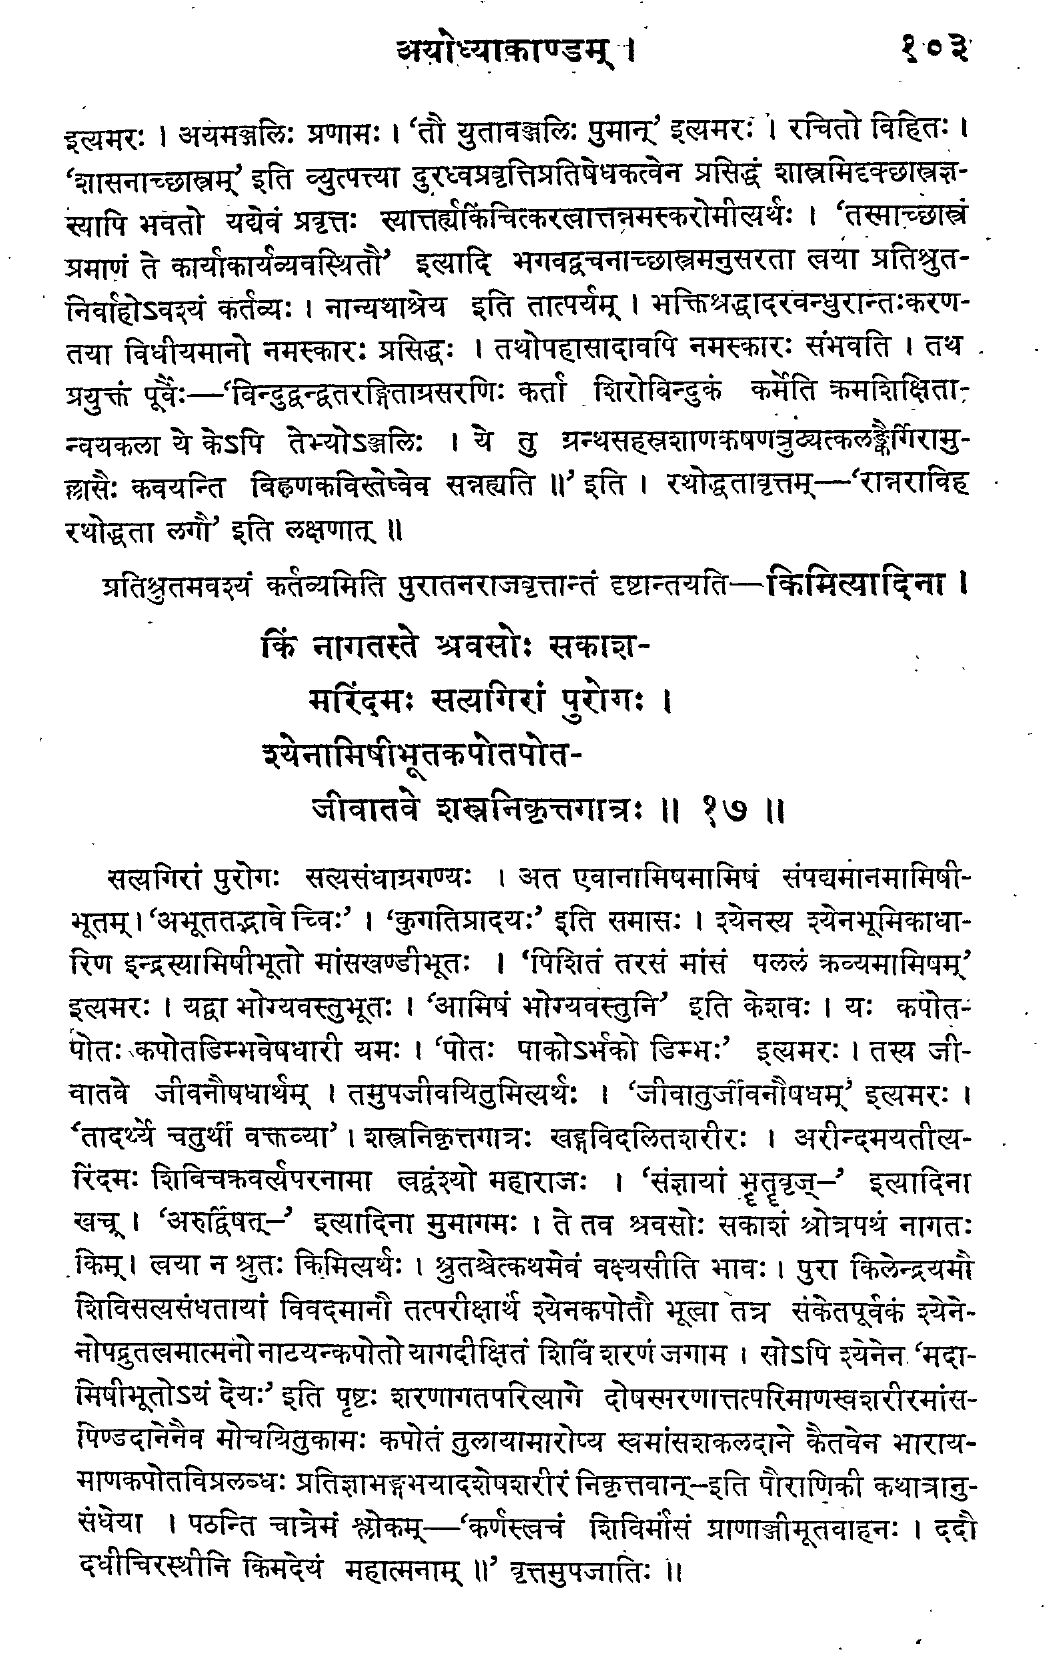 अयोध्याकाण्डम् । १०३
इत्यमरः । अयमञ्जलिः प्रणामः । ‘तौ युतावञ्जलिः पुमान्’ इत्यमरः । रचितो विहितः ।
‘शासनाच्छास्त्रम्’ इति व्युत्पत्त्या दुरध्वप्रवृत्तिप्रतिषेधकत्वेन प्रसिद्धं शास्त्रमिदृक्छास्त्रज्ञ-
स्यापि भवतो यद्येवं प्रवृत्तः स्यात्तर्ह्यकिंचित्करत्वात्तन्नमस्करोमीत्यर्थः । ‘तस्माच्छास्त्रं
प्रमाणं ते कार्याकार्यव्यवस्थितौ’ इत्यादि भगवद्वचनाच्छास्त्रमनुसरता त्वया प्रतिश्रुत-
निर्वाहोऽवश्यं कर्तव्यः । नान्यथाश्रेय इति तात्पर्यम् । भक्तिश्रद्धादरबन्धुरान्तःकरण-
तया विधीयमानो नमस्कारः प्रसिद्धः । तथोपहासादावपि नमस्कारः संभवति । तथ
प्रयुक्तं पूर्वैः—‘विन्दुद्वन्द्वतरङ्गिताग्रसरणिः कर्ता शिरोबिन्दुकं कर्मेति क्रमशिक्षिता-
न्वयकला ये केऽपि तेभ्योऽञ्जलिः । ये तु ग्रन्थसहस्रशाणकषणत्रुट्यत्कलङ्कैर्गिरामु-
ल्लासैः कवयन्ति बिह्लणकविस्तेष्वेव सन्नह्यति ॥’ इति । रथोद्धतावृत्तम्—‘रान्नराविह
रथोद्धता लगौ’ इति लक्षणात् ॥
प्रतिश्रुतमवश्यं कर्तव्यमिति पुरातनराजवृत्तान्तं दृष्टान्तयति—किमित्यादिना ।
किं नागतस्ते श्रवसोः सकाश-
मरिंदमः सत्यगिरां पुरोगः ।
श्येनामिषीभूतकपोतपोत-
जीवातवे शस्त्रनिकृत्तगात्रः ॥ १७ ॥
सत्यगिरां पुरोगः सत्यसंधाग्रगण्यः । अत एवानामिषमामिषं संपद्यमानमामिषी-
भूतम् । ‘अभूततद्भावे च्विः’ । ‘कुगतिप्रादयः’ इति समासः । श्येनस्य श्येनभूमिकाधा-
रिण इन्द्रस्यामिषीभूतो मांसखण्डीभूतः । ‘पिशितं तरसं मांसं पललं क्रव्यमामिषम्’
इत्यमरः । यद्वा भोग्यवस्तुभूतः । ‘आमिषं भोग्यवस्तुनि’ इति केशवः । यः कपोत-
पोतः कपोतडिम्भवेषधारी यमः । ‘पोतः पाकोऽर्भको डिम्भः’ इत्यमरः । तस्य जी-
वातवे जीवनौषधार्थम् । तमुपजीवयितुमित्यर्थः । ‘जीवातुर्जीवनौषधम्’ इत्यमरः ।
‘तादर्थ्ये चतुर्थी वक्तव्या’ । शस्त्रनिकृत्तगात्रः खड्गविदलितशरीरः । अरीन्दमयतीत्य-
रिंदमः शिविचक्रवर्त्यपरनामा त्वद्वंश्यो महाराजः । ‘संज्ञायां भॄतॄवृज्–’ इत्यादिना
खच् । ‘अरुर्द्विषत्–’ इत्यादिना मुमागमः । ते तव श्रवसोः सकाशं श्रोत्रपथं नागतः
किम् । त्वया न श्रुतः किमित्यर्थः । श्रुतश्चेत्कथमेवं वक्ष्यसीति भावः । पुरा किलेन्द्रयमौ
शिविसत्यसंधतायां विवदमानौ तत्परीक्षार्थं श्येनकपोतौ भूत्वा तत्र संकेतपूर्वकं श्येने-
नोपद्रुतत्वमात्मनो नाटयन्कपोतो यागदीक्षितं शिविं शरणं जगाम । सोऽपि श्येनेन ‘मदा-
मिषीभूतोऽयं देयः’ इति पृष्टः शरणागतपरित्यागे दोषस्मरणात्तत्परिमाणस्वशरीरमांस-
पिण्डदानेनैव मोचयितुकामः कपोतं तुलायामारोप्य स्वमांसशकलदाने कैतवेन भाराय-
माणकपोतविप्रलब्धः प्रतिज्ञाभङ्गभयादशेषशरीरं निकृत्तवान्–इति पौराणिकी कथात्रानु-
संधेया । पठन्ति चात्रेमं श्लोकम्—‘कर्णस्त्वचं शिविर्मांसं प्राणाञ्जीमूतवाहनः । ददौ
दधीचिरस्थीनि किमदेयं महात्मनाम् ॥’ वृत्तमुपजातिः ॥